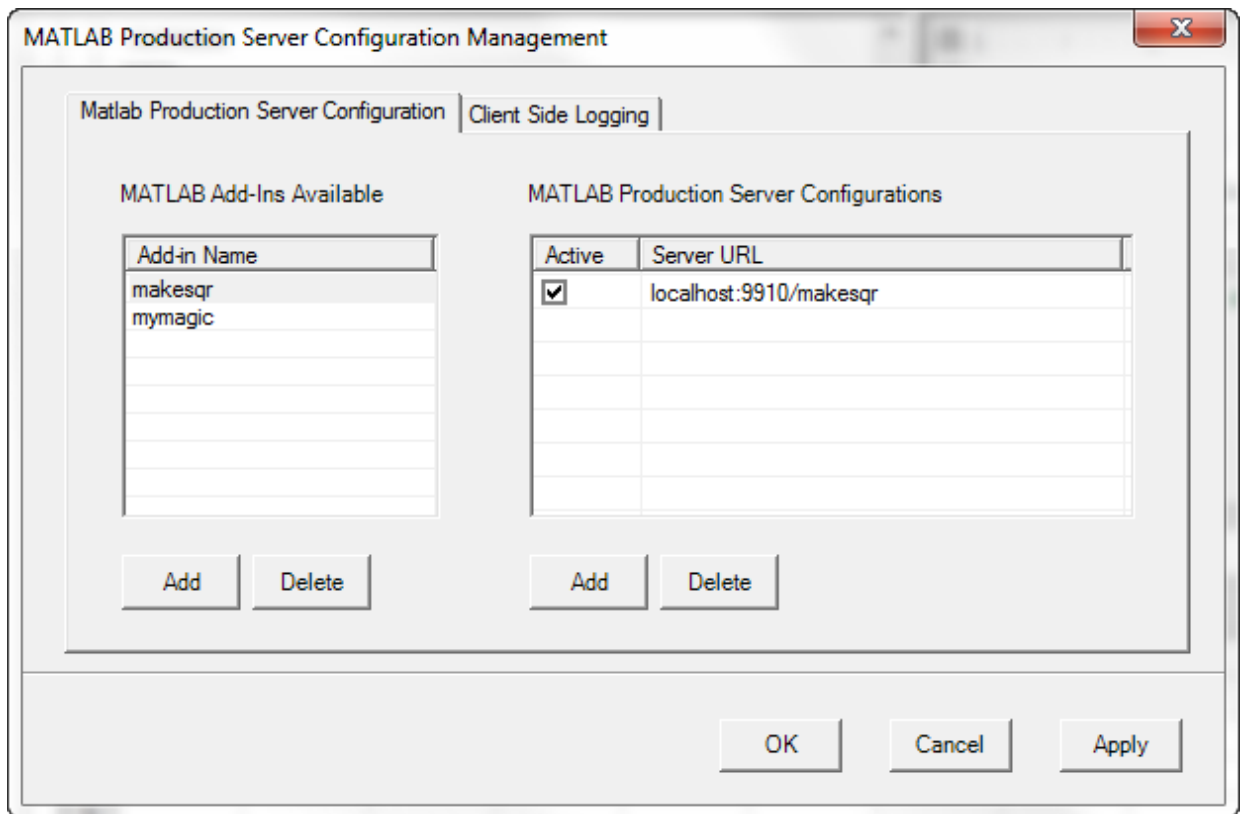 MATLAB Production Server Configuration Management
Matlab Production Server Configuration
Client Side Logging
MATLAB Add-Ins Available
MATLAB Production Server Configurations
Add-in Name
makesqr
mymagic
Active
Server URL
localhost:9910/makesqr
Add
Delete
Add
Delete
OK
Cancel
Apply